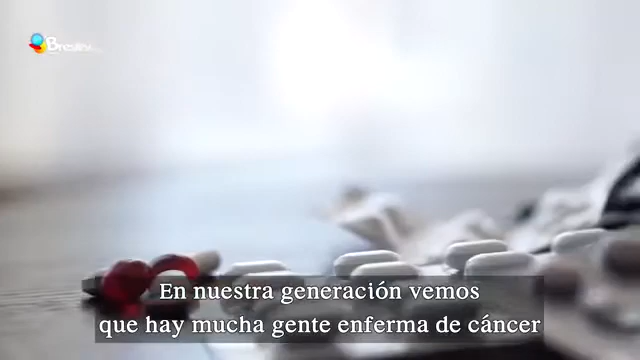 En nuestra generación vemos
que hay mucha gente enferma de cáncer